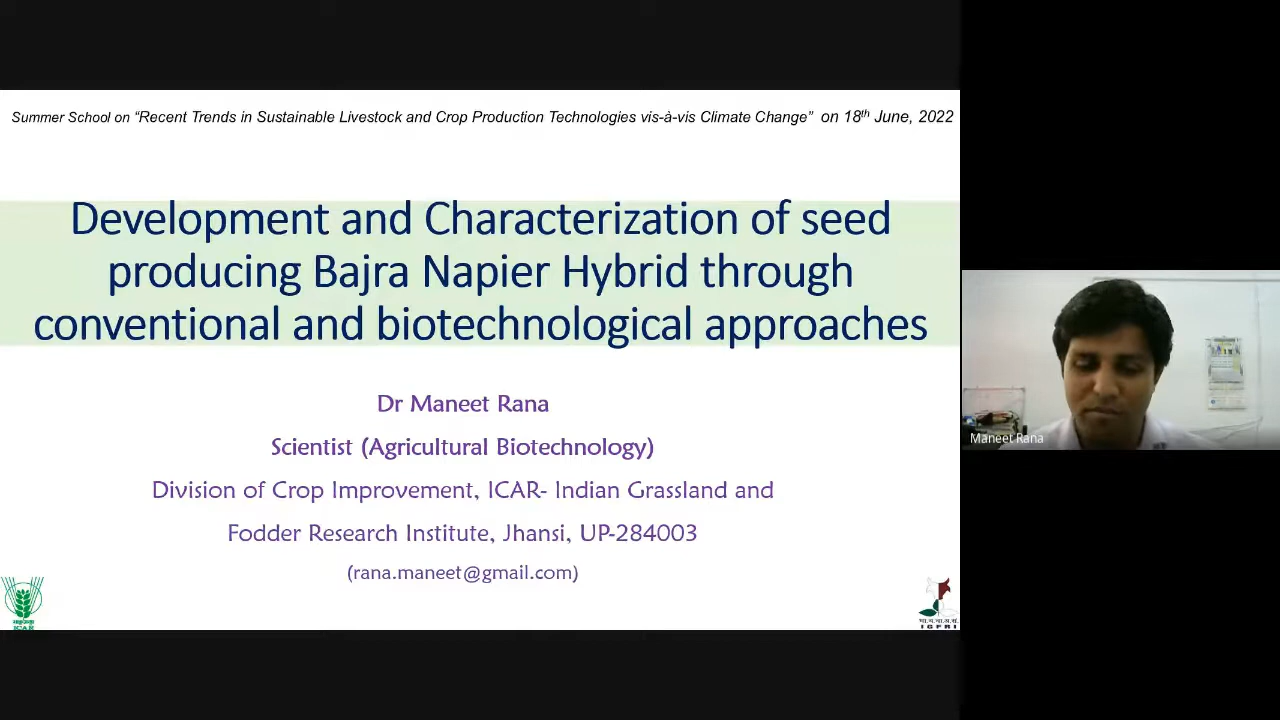 Summer School on “Recent Trends in Sustainable Livestock and Crop Production Technologies vis-à-vis Climate Change” on 18th June, 2022
Development and Characterization of seed
producing Bajra Napier Hybrid through
conventional and biotechnological approaches
Dr Maneet Rana
Scientist (Agricultural Biotechnology)
Division of Crop Improvement, ICAR- Indian Grassland and
Fodder Research Institute, Jhansi, UP-284003
(rana.maneet@gmail.com)
Maneet Rana
ICAR
IGFRI